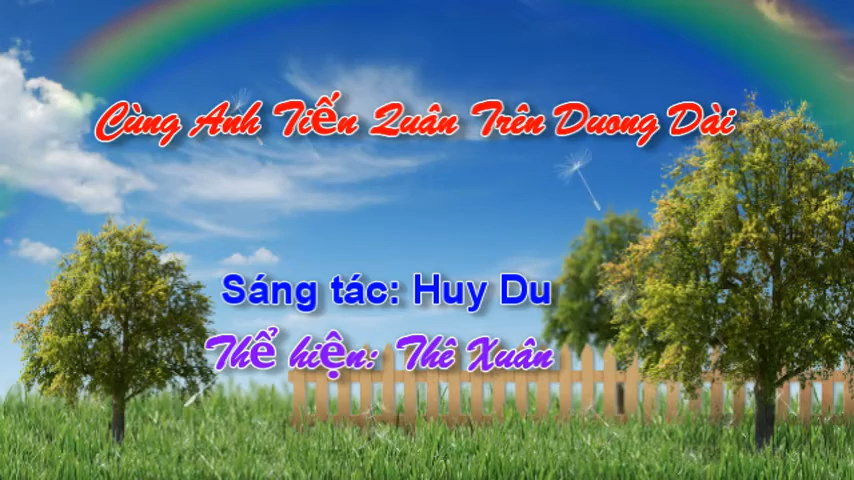 Cùng Anh Tiến Quân Trên Duong Dài
Sáng tác: Huy Du
Thể hiện: Thê Xuân